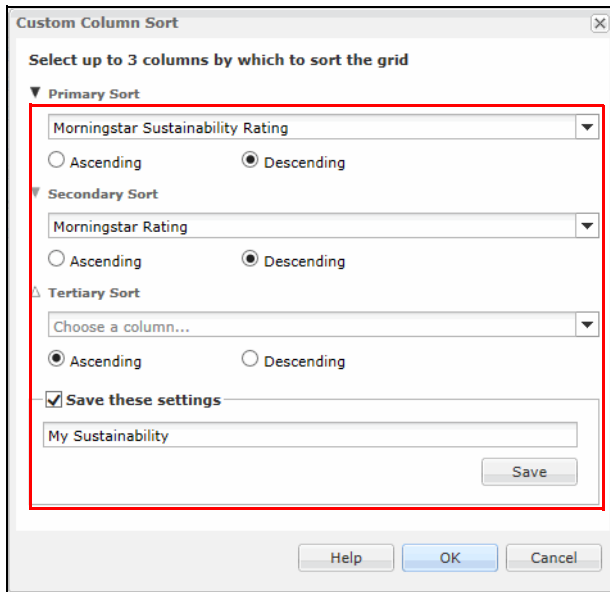 Custom Column Sort
Select up to 3 columns by which to sort the grid
Primary Sort
Morningstar Sustainability Rating
Ascending Descending
Secondary Sort
Morningstar Rating
Ascending Descending
Tertiary Sort
Choose a column...
Ascending Descending
Save these settings
My Sustainability
Save
Help OK Cancel